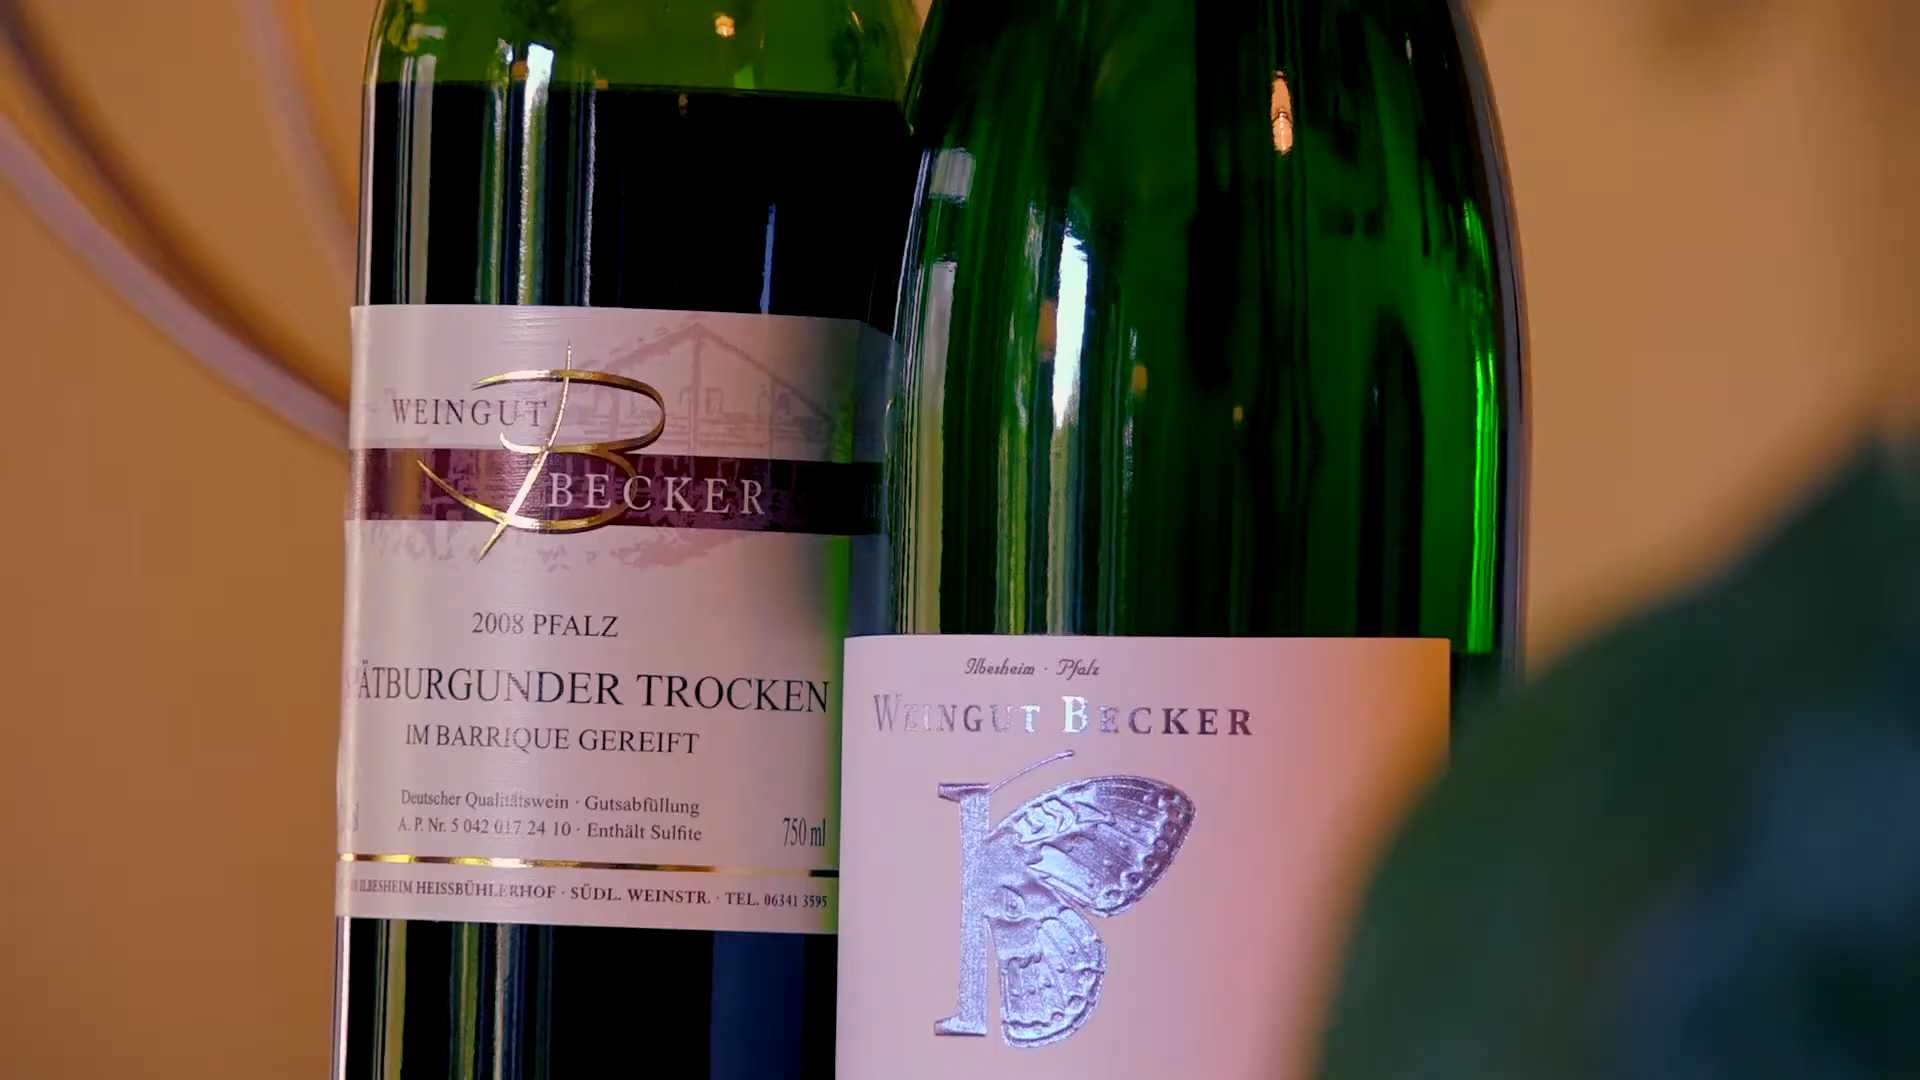 WEINGUT
BECKER
2008 PFALZ
ÄTBURGUNDER TROCKEN
IM BARRIQUE GEREIFT
Deutscher Qualitätswein · Gutsabfüllung
A. P. Nr. 5 042 017 24 10 · Enthält Sulfite
750 ml
ILBESHEIM HEISSBÜHLERHOF · SÜDL. WEINSTR. · TEL. 06341 3595
Ilbesheim · Pfalz
WEINGUT BECKER
B